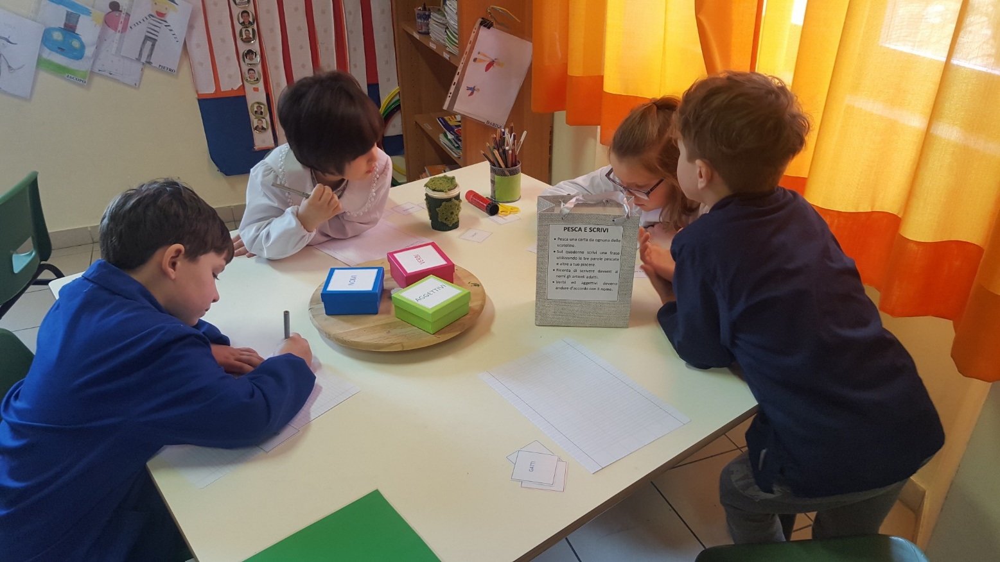 JACOPO
PIETRO
PESCA E SCRIVI
• Pesca una carta da ognuna delle
scatoline.
• Sul quaderno scrivi una frase
utilizzando le tre parole pescate
e altre a tuo piacere.
• Ricorda di scrivere davanti ai
nomi gli articoli adatti.
• Verbi ed aggettivi devono
andare d'accordo con il nome.
VERBI
NOMI
AGGETTIVI
GATTI